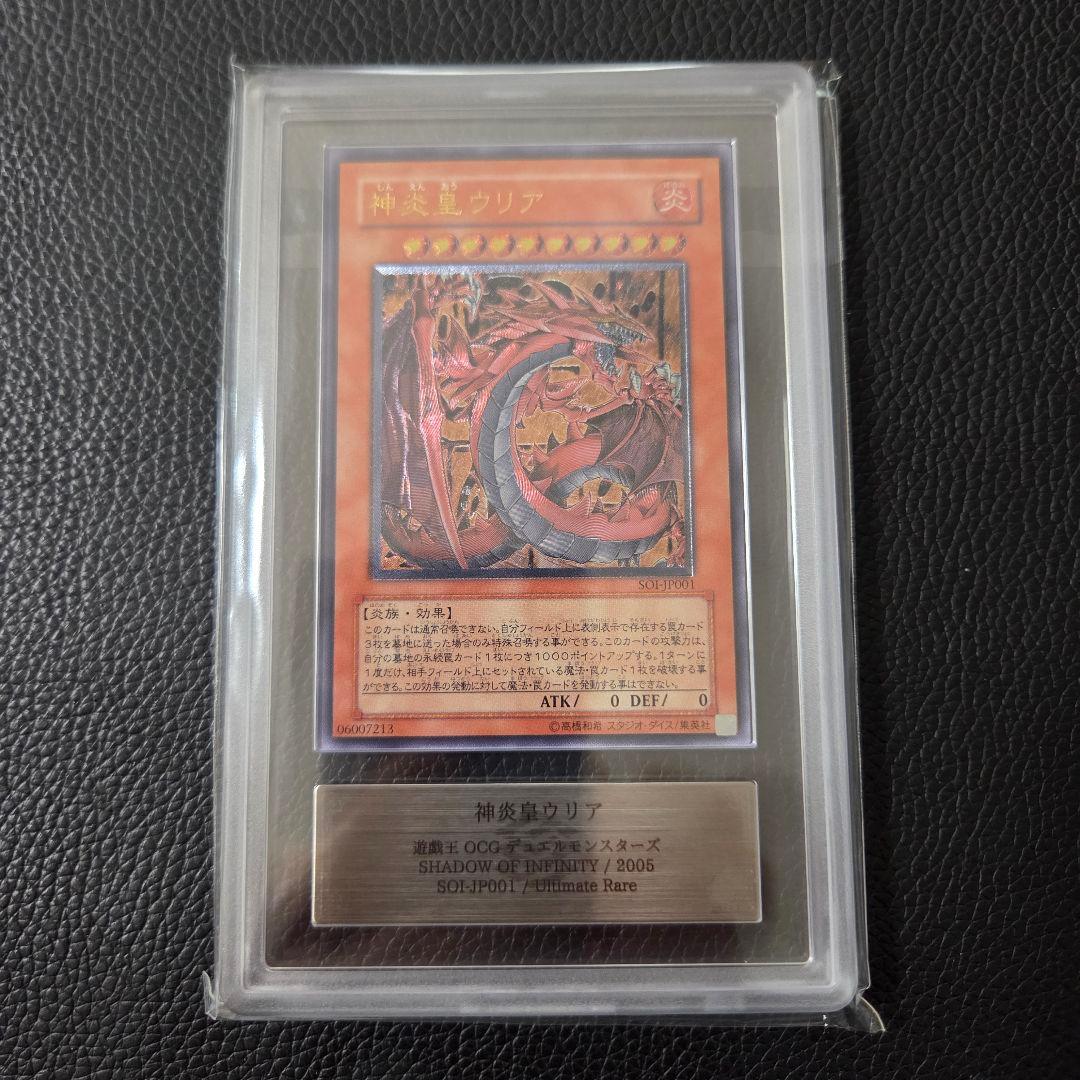 しん えん おう
神炎皇ウリア
炎
SOI-JP001
【炎族・効果】
このカードは通常召喚できない。自分フィールド上に表側表示で存在する罠カード
3枚を墓地に送った場合のみ特殊召喚する事ができる。このカードの攻撃力は、
自分の墓地の永続罠カード1枚につき1000ポイントアップする。1ターンに
1度だけ、相手フィールド上にセットされている魔法・罠カード1枚を破壊する事
ができる。この効果の発動に対して魔法・罠カードを発動する事はできない。
ATK/ 0 DEF/ 0
06007213 ©高橋和希 スタジオ・ダイス/集英社
神炎皇ウリア
遊戯王 OCG デュエルモンスターズ
SHADOW OF INFINITY / 2005
SOI-JP001 / Ultimate Rare